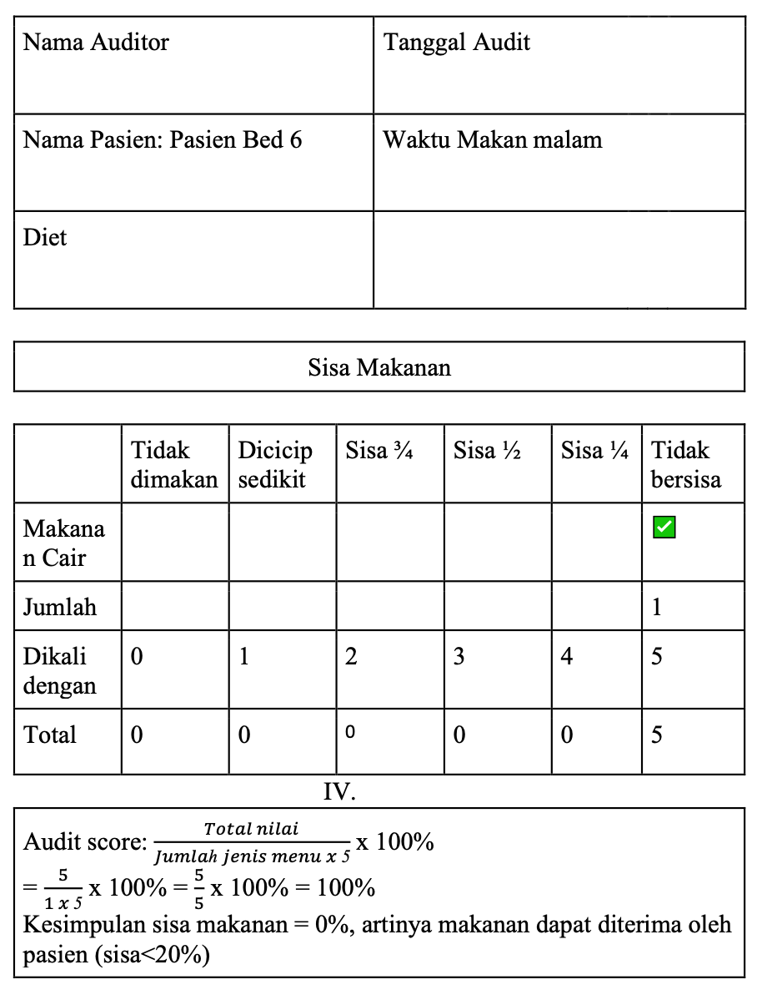 Nama Auditor
Tanggal Audit
Nama Pasien: Pasien Bed 6
Waktu Makan malam
Diet
Sisa Makanan
Tidak dimakan
Dicicip sedikit
Sisa ¾
Sisa ½
Sisa ¼
Tidak bersisa
Makana
n Cair
✅
Jumlah
1
Dikali dengan
0 1 2 3 4 5
Total
0 0 0 0 0 5
IV.
Audit score: Total nilai / Jumlah jenis menu x 5 x 100%
= 5 / 1 x 5 x 100% = 5 / 5 x 100% = 100%
Kesimpulan sisa makanan = 0%, artinya makanan dapat diterima oleh
pasien (sisa<20%)